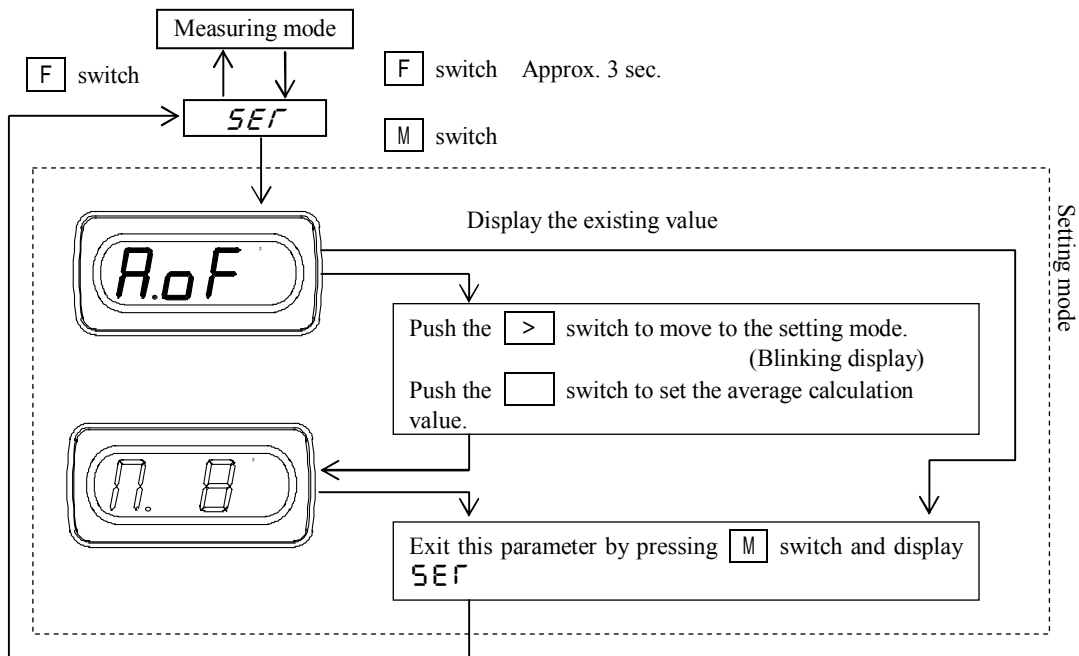 Measuring mode
F switch
F switch Approx. 3 sec.
SET
M switch
Setting mode
Display the existing value
A.oF
Push the > switch to move to the setting mode.
(Blinking display)
Push the switch to set the average calculation
value.
n. 8
Exit this parameter by pressing M switch and display
SET